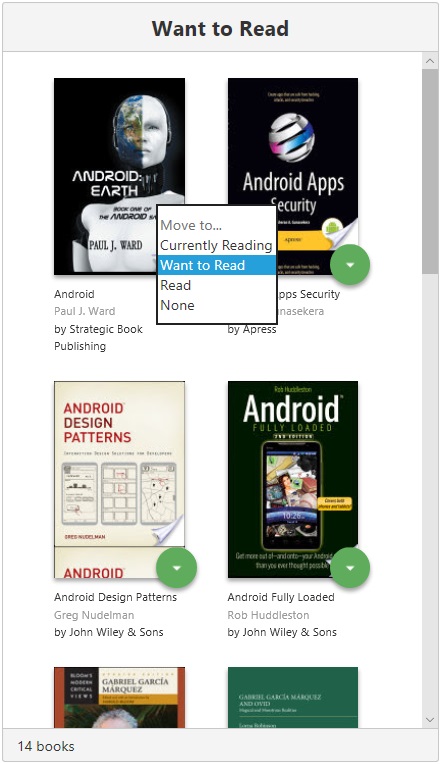 Want to Read
ANDROID:
EARTH
BOOK ONE OF
THE ANDROID
PAUL J. WARD
Android Apps
Security
Apress
Move to...
Currently Reading
Want to Read
Read
None
Android
Paul J. Ward
by Strategic Book
Publishing
Apps Security
by Apress
ANDROID
DESIGN
PATTERNS
INTERACTION DESIGN SOLUTIONS FOR DEVELOPERS
GREG NUDELMAN
ANDROID
Rob Huddleston
Android
FULLY LOADED
2ND EDITION
10:26
Get more out of—and onto—your Android
than you ever thought possible
Android Design Patterns
Greg Nudelman
by John Wiley & Sons
Android Fully Loaded
Rob Huddleston
by John Wiley & Sons
BLOOM'S
MODERN
CRITICAL
VIEWS
UPDATED EDITION
GABRIEL GARCÍA
MÁRQUEZ
GABRIEL GARCÍA MÁRQUEZ
AND OVID
Lorna Robinson
14 books